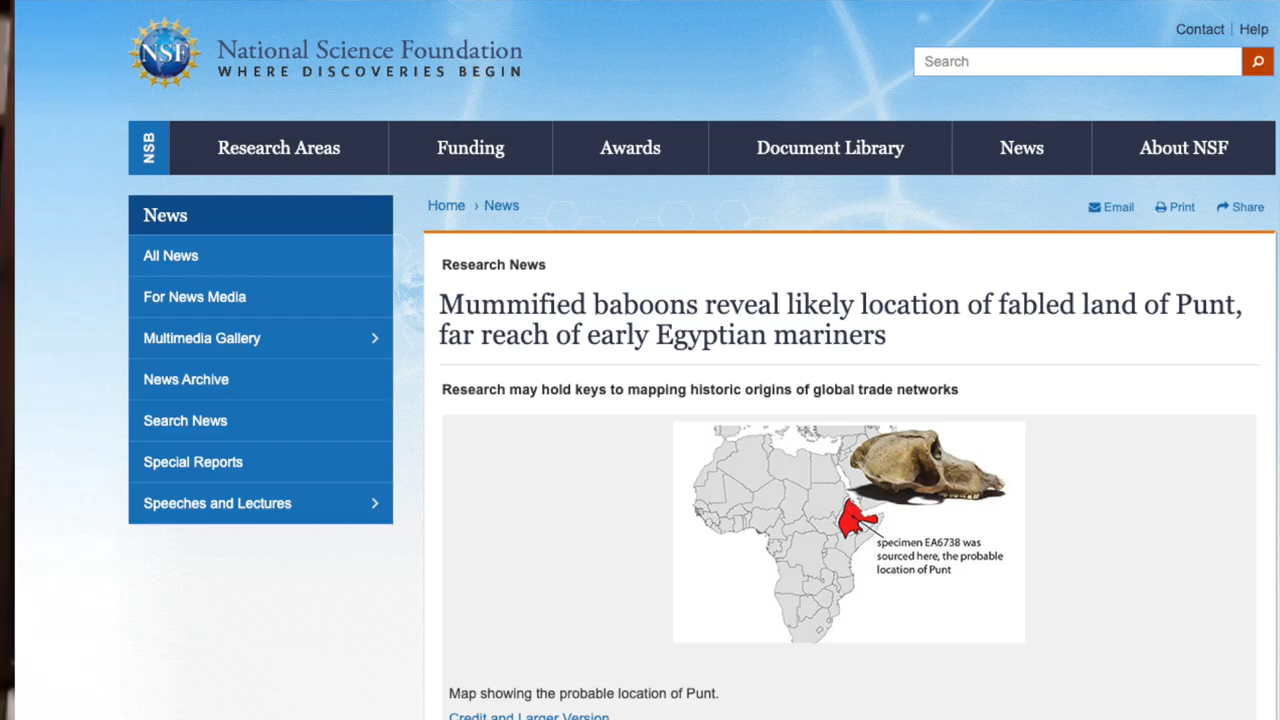 Contact | Help
NSF
National Science Foundation
WHERE DISCOVERIES BEGIN
Search
NSB
Research Areas
Funding
Awards
Document Library
News
About NSF
News
All News
For News Media
Multimedia Gallery
News Archive
Search News
Special Reports
Speeches and Lectures
Home › News
Email
Print
Share
Research News
Mummified baboons reveal likely location of fabled land of Punt,
far reach of early Egyptian mariners
Research may hold keys to mapping historic origins of global trade networks
specimen EA6738 was
sourced here, the probable
location of Punt
Map showing the probable location of Punt.
Credit and Larger Version